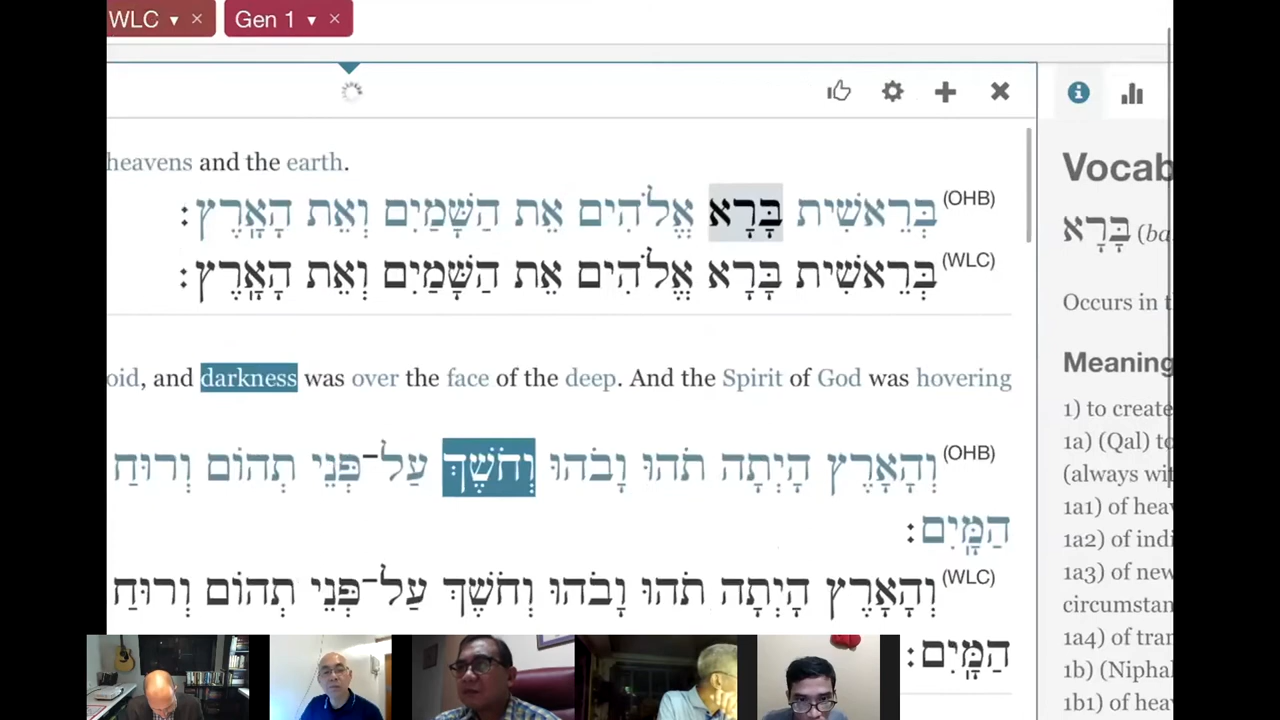 WLC ▾ ×
Gen 1 ▾ ×
heavens and the earth.
(OHB) בְּרֵאשִׁית בָּרָא אֱלֹהִים אֵת הַשָּׁמַיִם וְאֵת הָאָֽרֶץ׃
(WLC) בְּרֵאשִׁית בָּרָא אֱלֹהִים אֵת הַשָּׁמַיִם וְאֵת הָאָֽרֶץ׃
oid, and darkness was over the face of the deep. And the Spirit of God was hovering
(OHB) וְהָאָרֶץ הָיְתָה תֹהוּ וָבֹהוּ וְחֹשֶׁךְ עַל־פְּנֵי תְהוֹם וְרוּחַ
הַמָּֽיִם׃
(WLC) וְהָאָרֶץ הָיְתָה תֹהוּ וָבֹהוּ וְחֹשֶׁךְ עַל־פְּנֵי תְהוֹם וְרוּחַ
הַמָּֽיִם׃
Vocab
בָּרָא (ba
Occurs in t
Meaning
1) to create
1a) (Qal) to
(always wit
1a1) of hea
1a2) of indi
1a3) of new
circumstan
1a4) of tran
1b) (Niphal
1b1) of hea